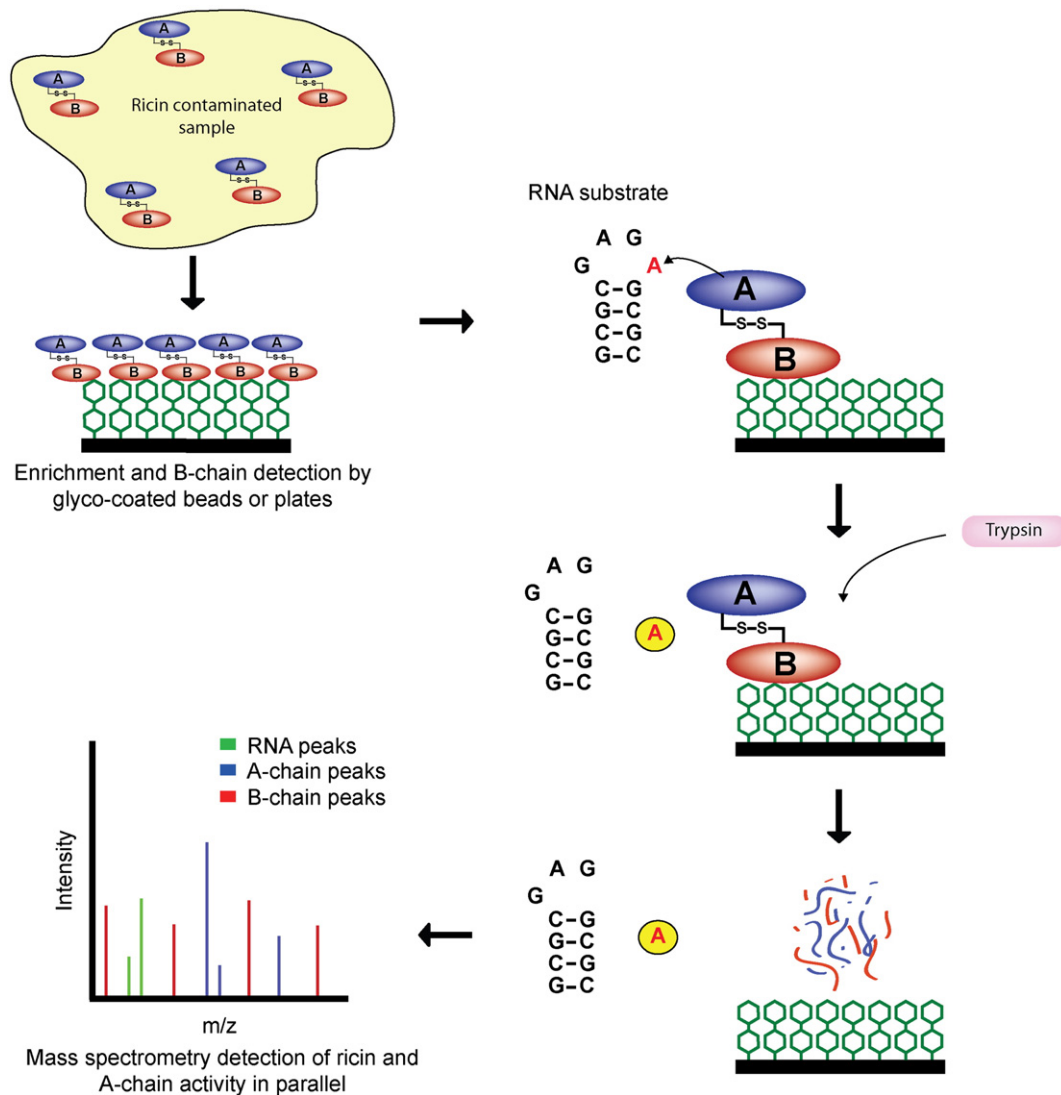 A
S-S
B
A
S-S
B
A
S-S
B
Ricin contaminated
sample
A
S-S
B
A
S-S
B
A A A A A
S-S S-S S-S S-S S-S
B B B B B
Enrichment and B-chain detection by
glyco-coated beads or plates
RNA substrate
A G
G A
C-G
G-C
C-G
G-C
A
S-S
B
Trypsin
A G
G
C-G
G-C
C-G
G-C
A
A
S-S
B
A G
G
C-G
G-C
C-G
G-C
A
RNA peaks
A-chain peaks
B-chain peaks
Intensity
m/z
Mass spectrometry detection of ricin and
A-chain activity in parallel